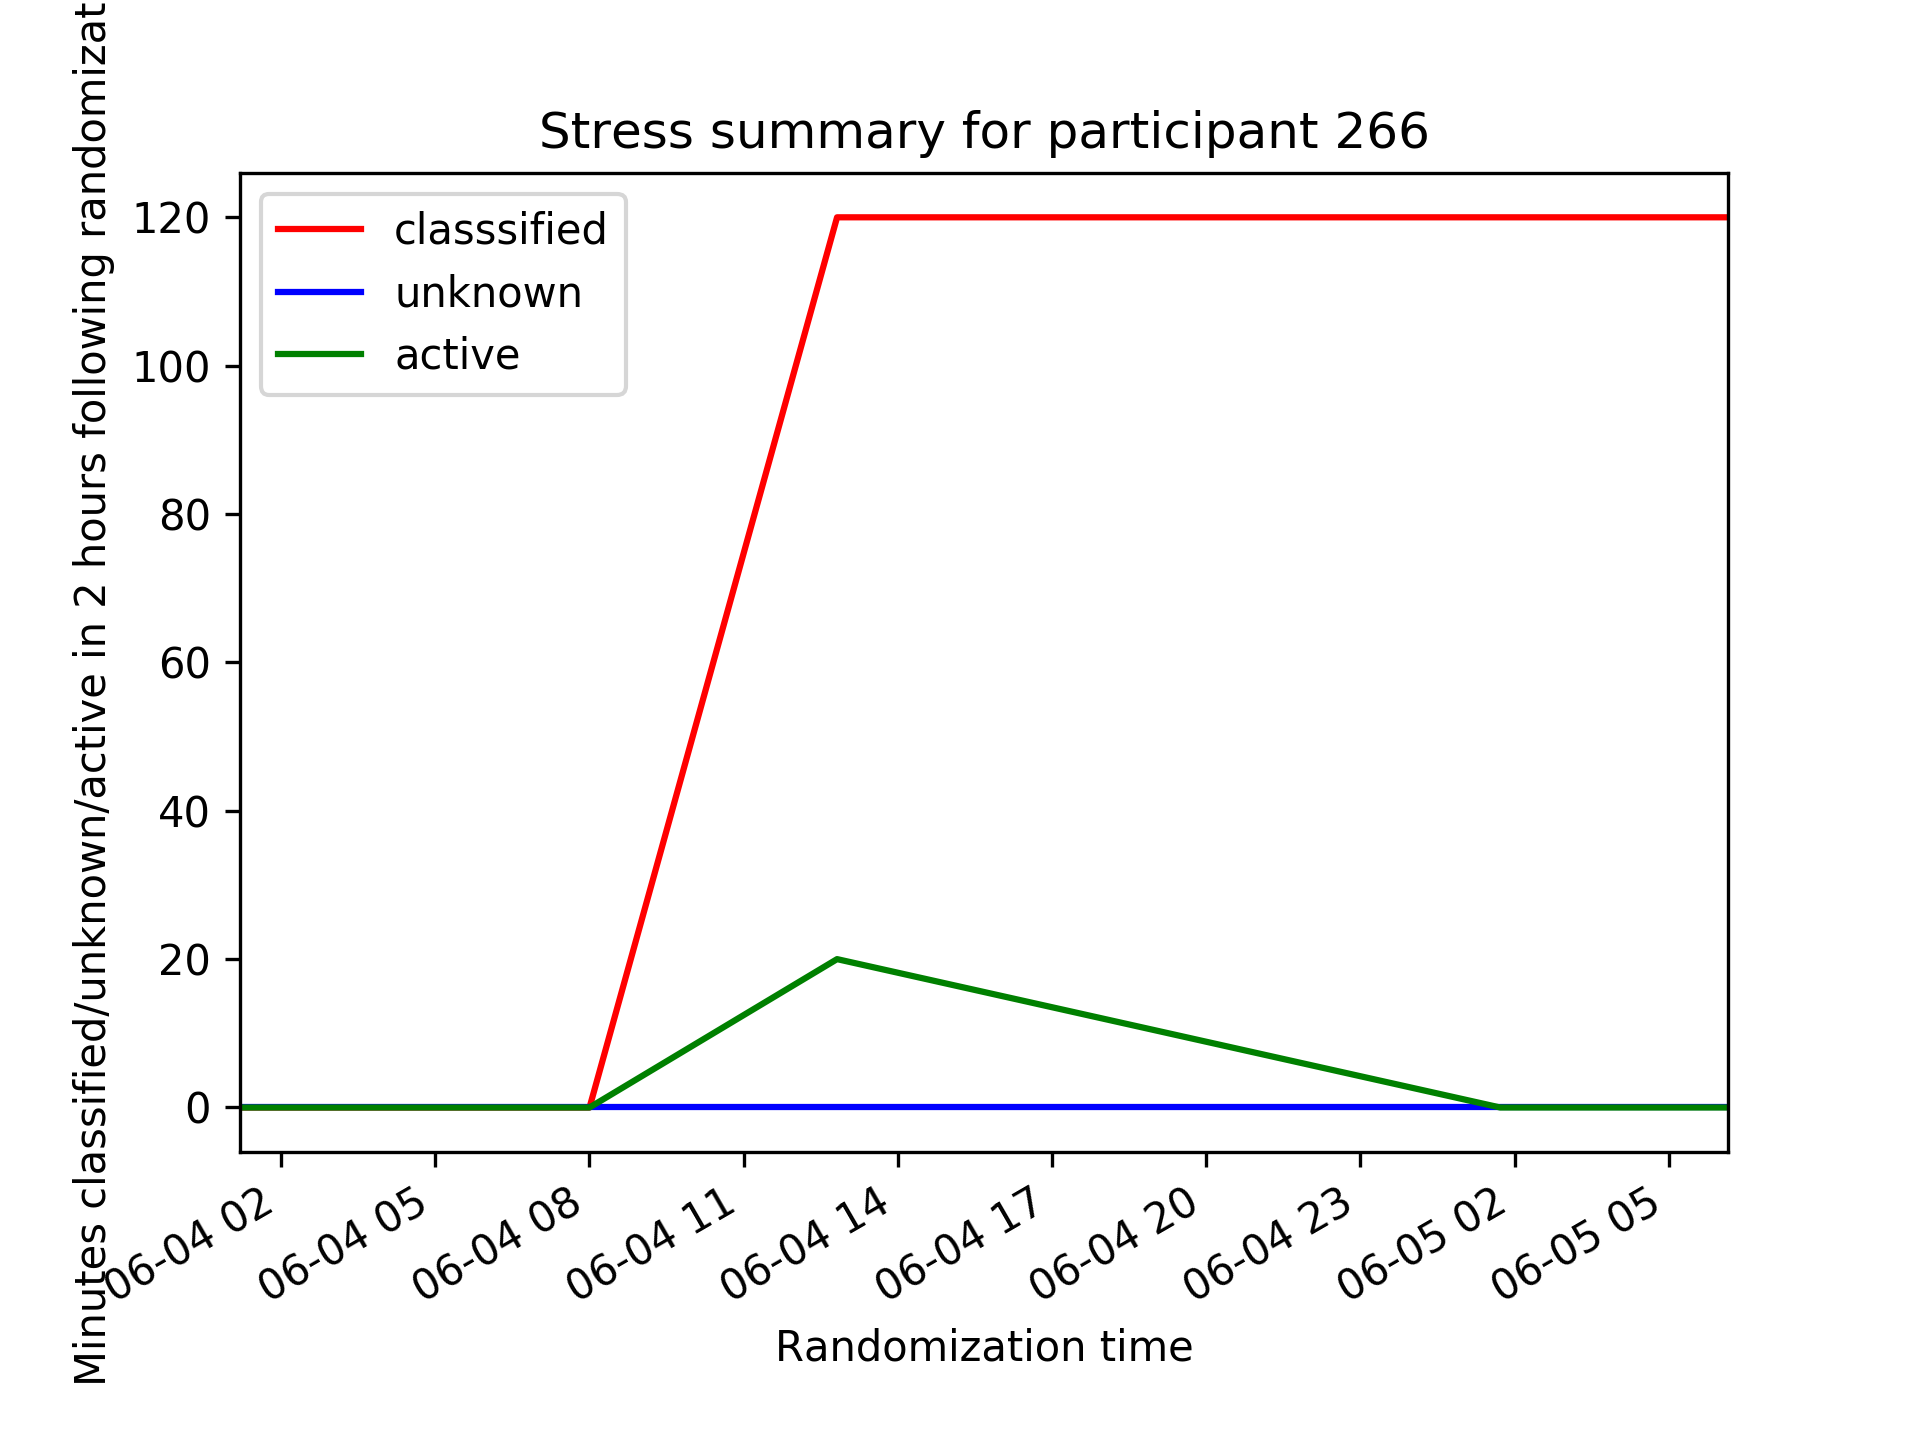 Stress summary for participant 266
Minutes classified/unknown/active in 2 hours following randomizat
120
100
80
60
40
20
0
classsified
unknown
active
06-04 02
06-04 05
06-04 08
06-04 11
06-04 14
06-04 17
06-04 20
06-04 23
06-05 02
06-05 05
Randomization time